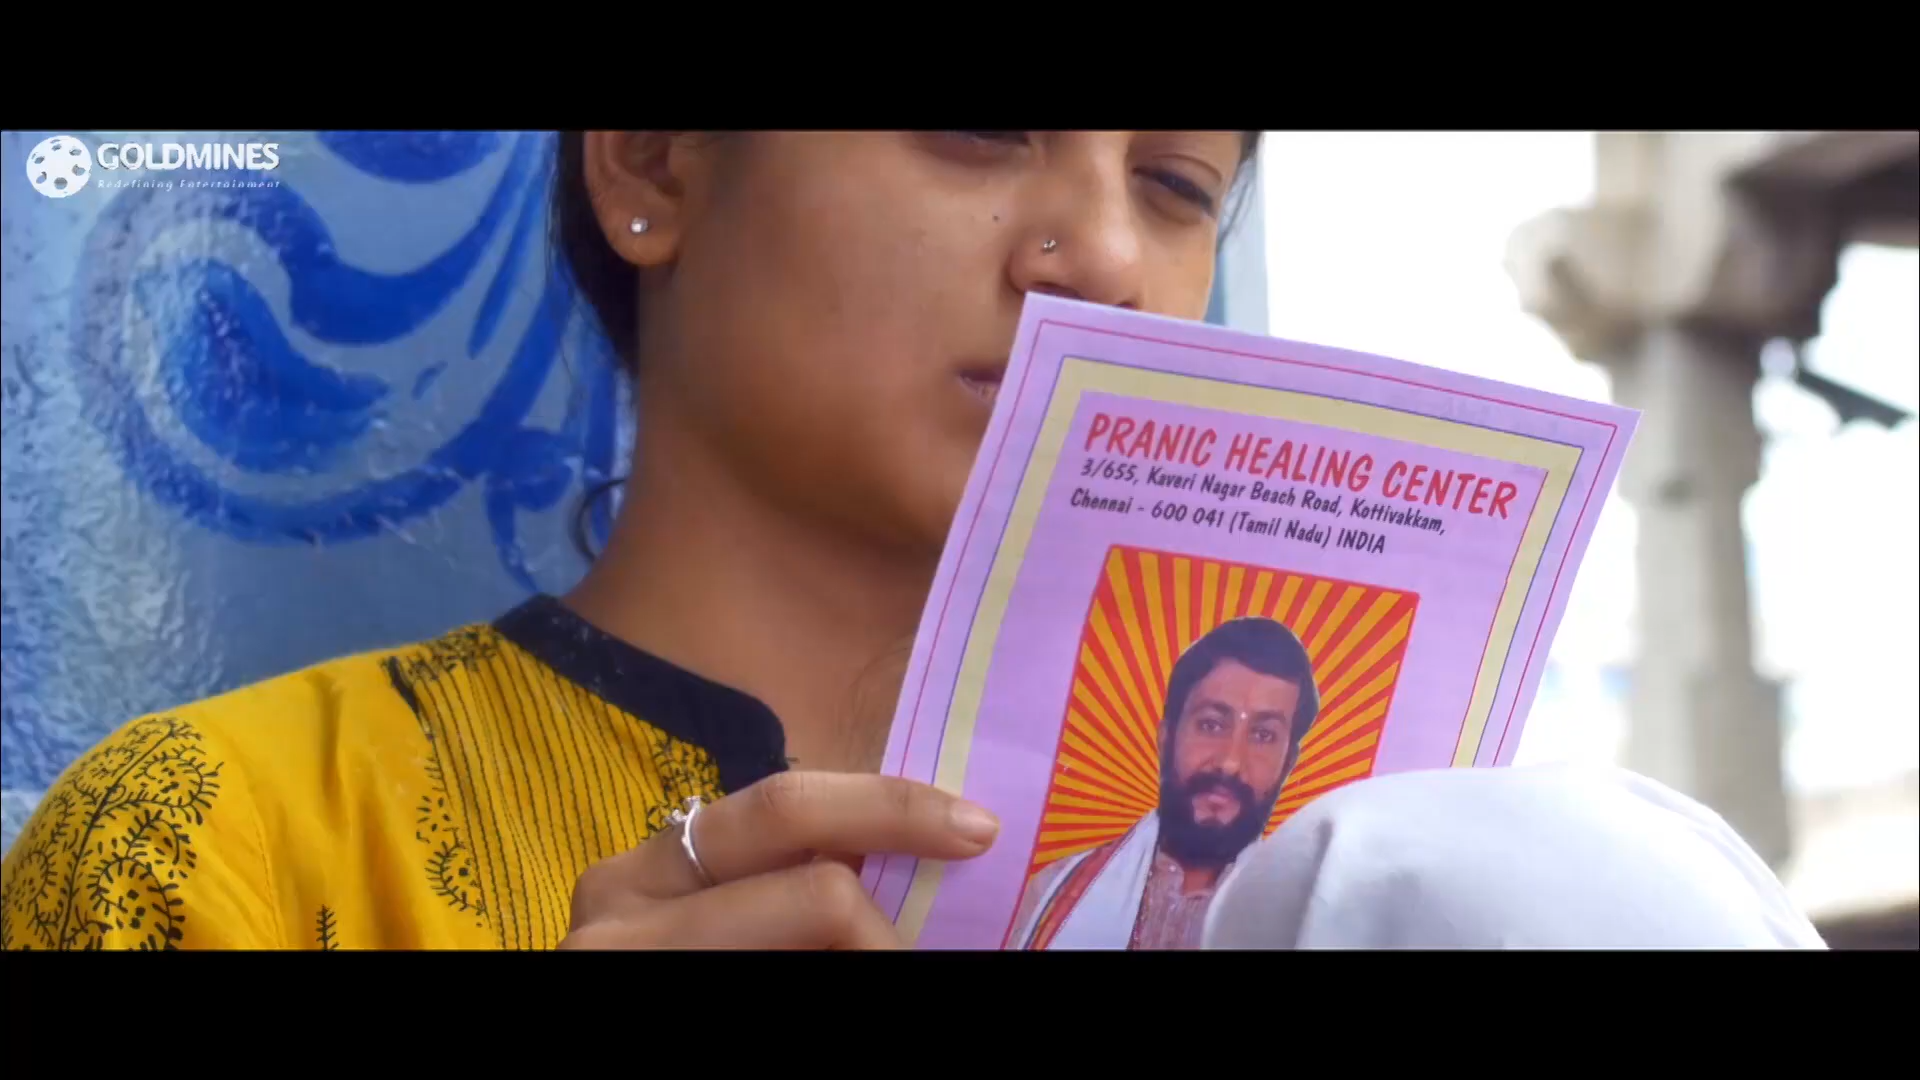 GOLDMINES
Redefining Entertainment
PRANIC HEALING CENTER
3/655, Kaveri Nagar Beach Road, Kottivakkam,
Chennai - 600 041 (Tamil Nadu) INDIA